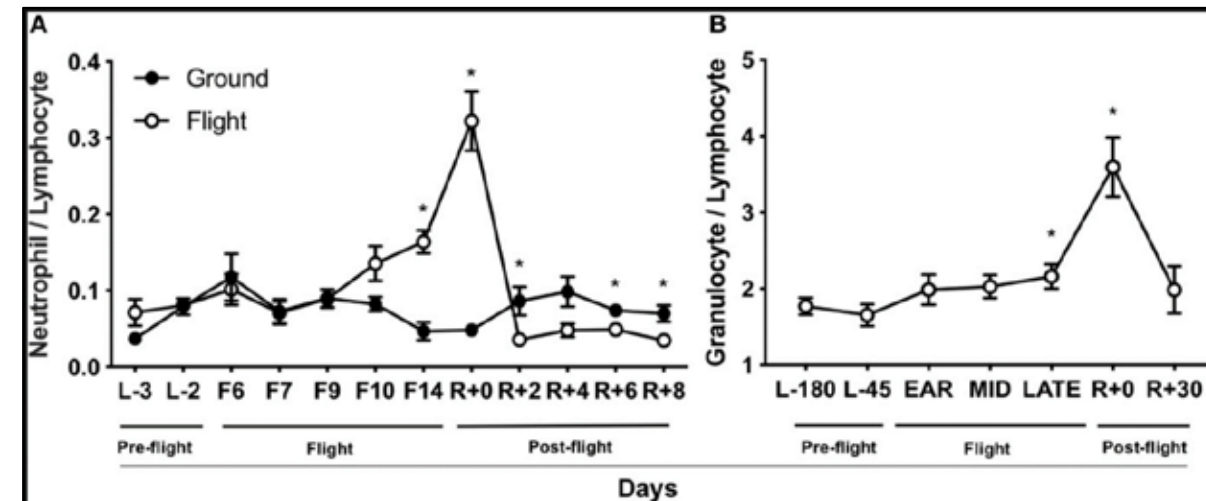 A
Neutrophil / Lymphocyte
0.4
0.3
0.2
0.1
0.0
Ground
Flight
*
*
*
*
*
L-3 L-2 F6 F7 F9 F10 F14 R+0 R+2 R+4 R+6 R+8
Pre-flight Flight Post-flight
B
Granulocyte / Lymphocyte
5
4
3
2
1
*
*
L-180 L-45 EAR MID LATE R+0 R+30
Pre-flight Flight Post-flight
Days